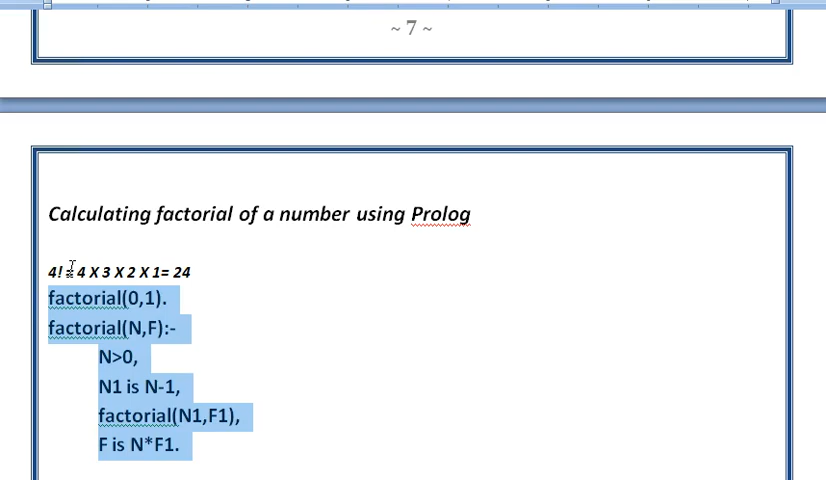 ~ 7 ~
Calculating factorial of a number using Prolog
4! = 4 X 3 X 2 X 1= 24
factorial(0,1).
factorial(N,F):-
N>0,
N1 is N-1,
factorial(N1,F1),
F is N*F1.